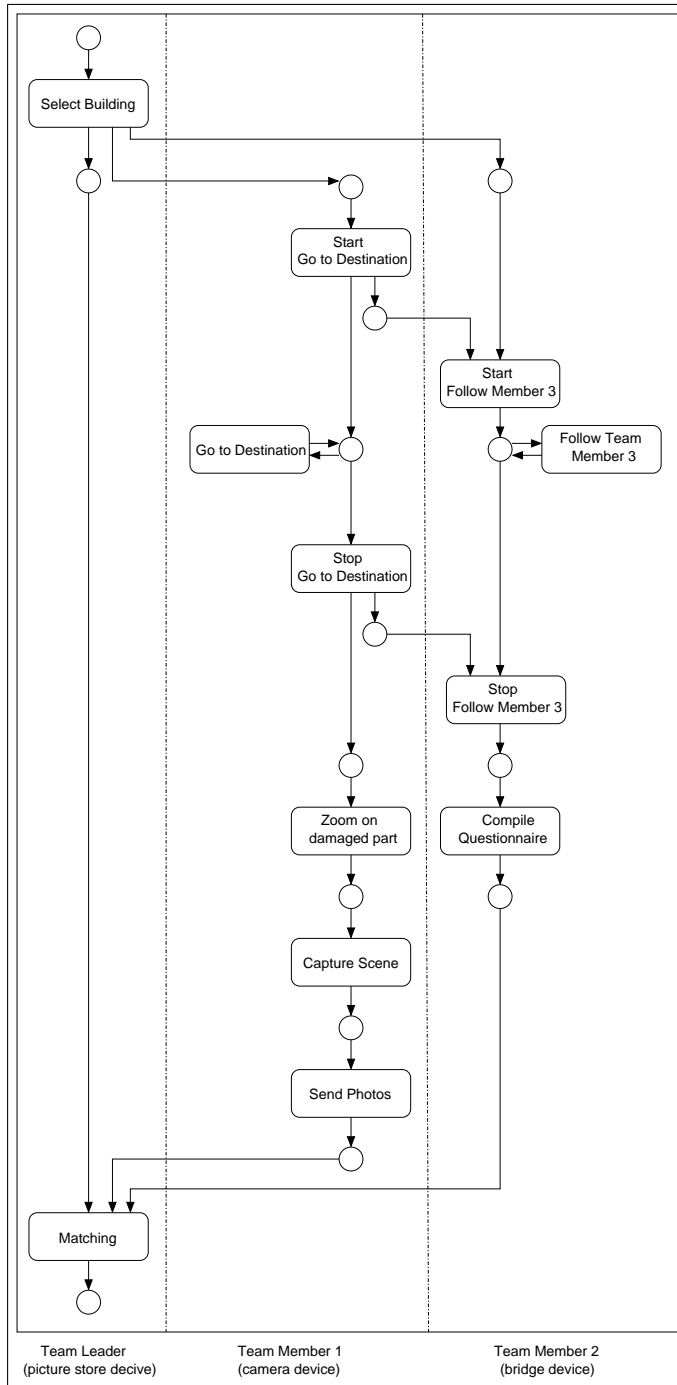 Select Building
Start
Go to Destination
Start
Follow Member 3
Go to Destination
Follow Team
Member 3
Stop
Go to Destination
Stop
Follow Member 3
Zoom on
damaged part
Compile
Questionnaire
Capture Scene
Send Photos
Matching
Team Leader
(picture store decive)
Team Member 1
(camera device)
Team Member 2
(bridge device)